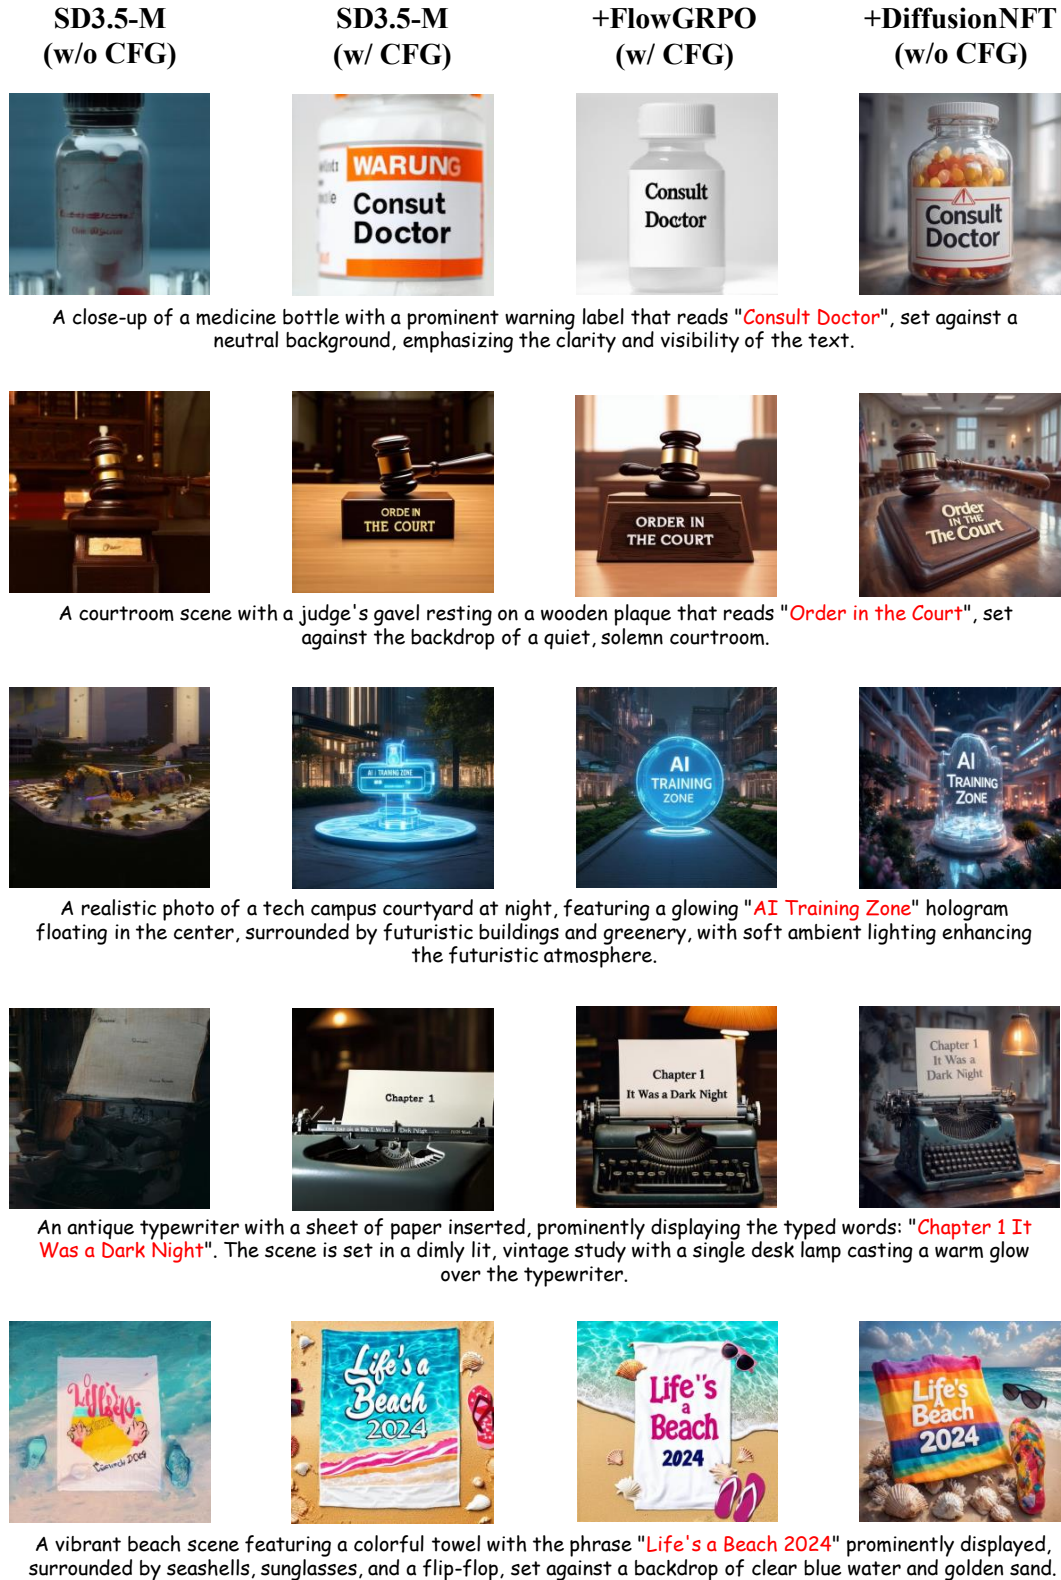 SD3.5-M
(w/o CFG)
SD3.5-M
(w/ CFG)
+FlowGRPO
(w/ CFG)
+DiffusionNFT
(w/o CFG)
WARUNG
Consut
Doctor
Consult
Doctor
Consult
Doctor
A close-up of a medicine bottle with a prominent warning label that reads "Consult Doctor", set against a
neutral background, emphasizing the clarity and visibility of the text.
ORDE IN
THE COURT
ORDER IN
THE COURT
Order
IN THE
The Court
A courtroom scene with a judge's gavel resting on a wooden plaque that reads "Order in the Court", set
against the backdrop of a quiet, solemn courtroom.
AI TRAINING ZONE
AI
TRAINING
ZONE
AI
TRAINING
ZONE
A realistic photo of a tech campus courtyard at night, featuring a glowing "AI Training Zone" hologram
floating in the center, surrounded by futuristic buildings and greenery, with soft ambient lighting enhancing
the futuristic atmosphere.
Chapter 1
Chapter 1
It Was a Dark Night
Chapter 1
It Was a
Dark Night
An antique typewriter with a sheet of paper inserted, prominently displaying the typed words: "Chapter 1 It
Was a Dark Night". The scene is set in a dimly lit, vintage study with a single desk lamp casting a warm glow
over the typewriter.
Life's a
Beach
2024
Life"s
a
Beach
2024
Life's
A
Beach
2024
A vibrant beach scene featuring a colorful towel with the phrase "Life's a Beach 2024" prominently displayed,
surrounded by seashells, sunglasses, and a flip-flop, set against a backdrop of clear blue water and golden sand.